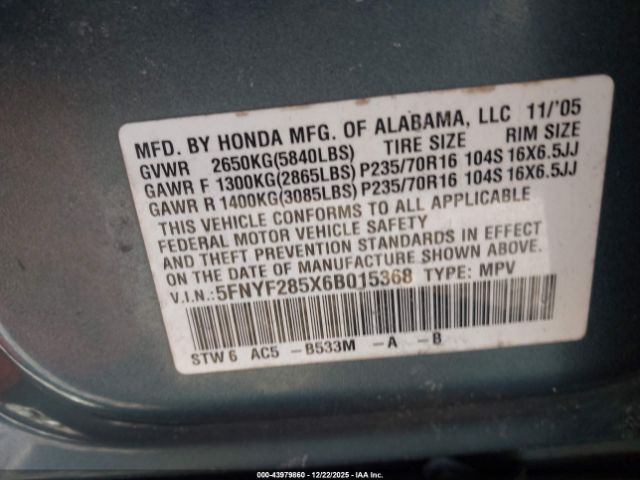 MFD. BY HONDA MFG. OF ALABAMA, LLC 11/'05
GVWR 2650KG(5840LBS) TIRE SIZE RIM SIZE
GAWR F 1300KG(2865LBS) P235/70R16 104S 16X6.5JJ
GAWR R 1400KG(3085LBS) P235/70R16 104S 16X6.5JJ
THIS VEHICLE CONFORMS TO ALL APPLICABLE
FEDERAL MOTOR VEHICLE SAFETY
AND THEFT PREVENTION STANDARDS IN EFFECT
ON THE DATE OF MANUFACTURE SHOWN ABOVE.
V.I.N.: 5FNYF285X6B015368 TYPE: MPV
STW 6 AC5 -B533M -A -B
000-43979860 - 12/22/2025 - © IAA Inc.